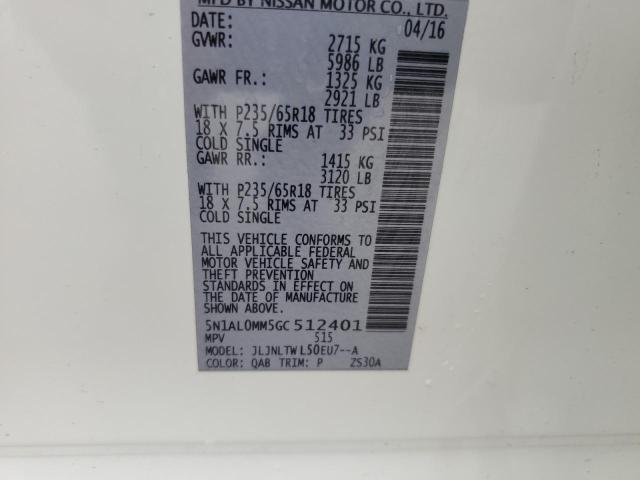 MFD BY NISSAN MOTOR CO., LTD.
DATE: 04/16
GVWR: 2715 KG
5986 LB
GAWR FR.: 1325 KG
2921 LB
WITH P235/65R18 TIRES
18 X 7.5 RIMS AT 33 PSI
COLD SINGLE
GAWR RR.: 1415 KG
3120 LB
WITH P235/65R18 TIRES
18 X 7.5 RIMS AT 33 PSI
COLD SINGLE
THIS VEHICLE CONFORMS TO
ALL APPLICABLE FEDERAL
MOTOR VEHICLE SAFETY AND
THEFT PREVENTION
STANDARDS IN EFFECT ON
THE DATE OF MANUFACTURE
SHOWN ABOVE.
5N1AL0MM5GC512401
MPV 515
MODEL: JLJNLTWL50EU7--A
COLOR: QAB TRIM: P ZS30A